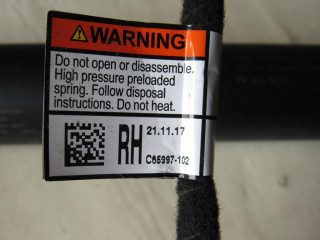 WARNING
Do not open or disassemble.
High pressure preloaded
spring. Follow disposal
instructions. Do not heat.
RH 21.11.17
C65997-102